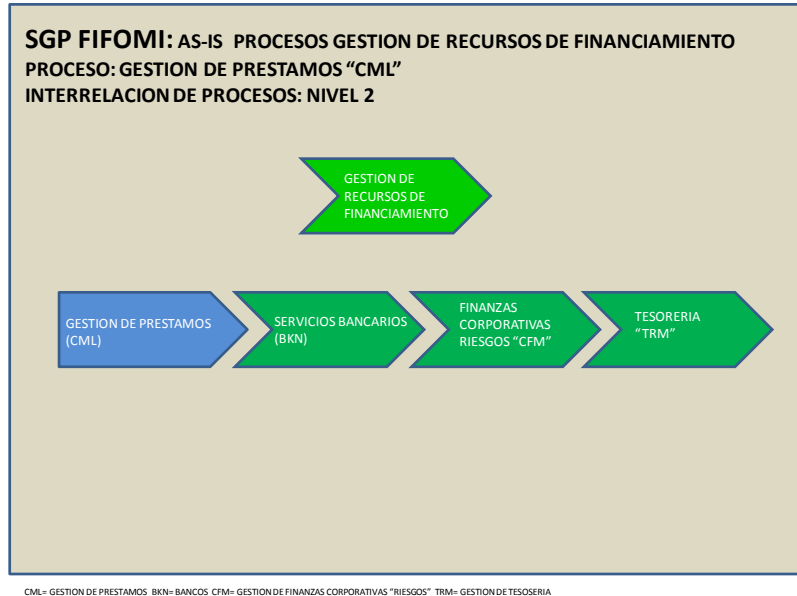 SGP FIFOMI: AS-IS PROCESOS GESTION DE RECURSOS DE FINANCIAMIENTO
PROCESO: GESTION DE PRESTAMOS "CML"
INTERRELACION DE PROCESOS: NIVEL 2
GESTION DE
RECURSOS DE
FINANCIAMIENTO
GESTION DE PRESTAMOS
(CML)
SERVICIOS BANCARIOS
(BKN)
FINANZAS
CORPORATIVAS
RIESGOS "CFM"
TESORERIA
"TRM"
CML= GESTION DE PRESTAMOS BKN= BANCOS CFM= GESTION DE FINANZAS CORPORATIVAS "RIESGOS" TRM= GESTION DE TESOSERIA